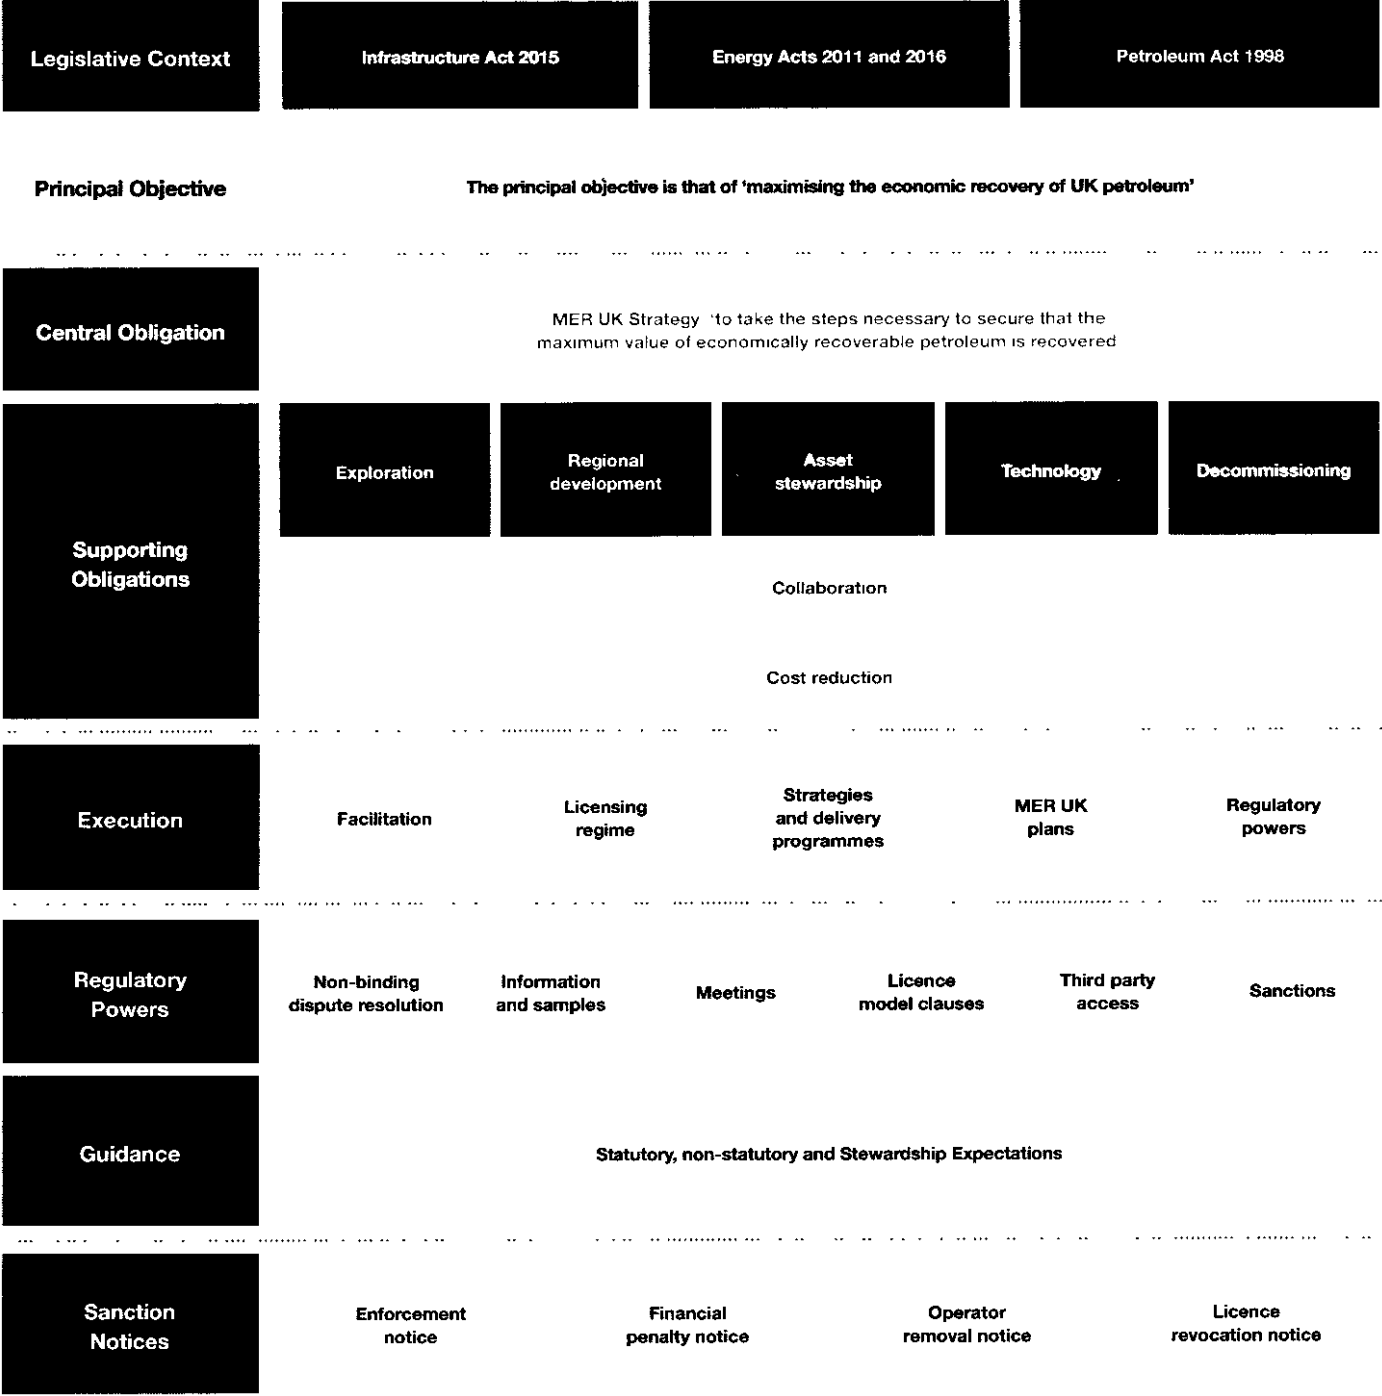 Legislative Context
Infrastructure Act 2015
Energy Acts 2011 and 2016
Petroleum Act 1998
Principal Objective
The principal objective is that of ‘maximising the economic recovery of UK petroleum’
Central Obligation
MER UK Strategy ‘to take the steps necessary to secure that the
maximum value of economically recoverable petroleum is recovered
Supporting
Obligations
Exploration
Regional
development
Asset
stewardship
Technology
Decommissioning
Collaboration
Cost reduction
Execution
Facilitation
Licensing
regime
Strategies
and delivery
programmes
MER UK
plans
Regulatory
powers
Regulatory
Powers
Non-binding
dispute resolution
Information
and samples
Meetings
Licence
model clauses
Third party
access
Sanctions
Guidance
Statutory, non-statutory and Stewardship Expectations
Sanction
Notices
Enforcement
notice
Financial
penalty notice
Operator
removal notice
Licence
revocation notice